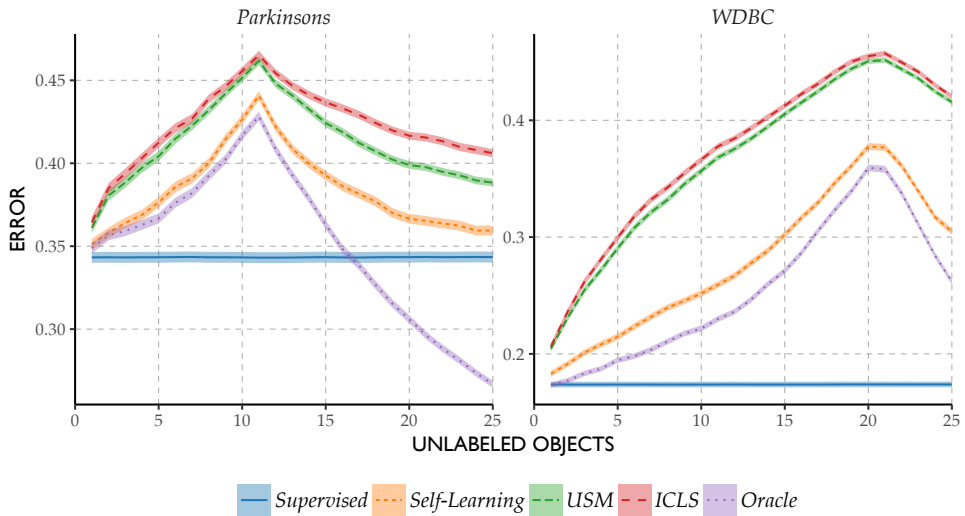 Parkinsons WDBC
ERROR
0.45
0.40
0.35
0.30
0.4
0.3
0.2
0 5 10 15 20 25 0 5 10 15 20 25
UNLABELED OBJECTS
Supervised Self-Learning USM ICLS Oracle